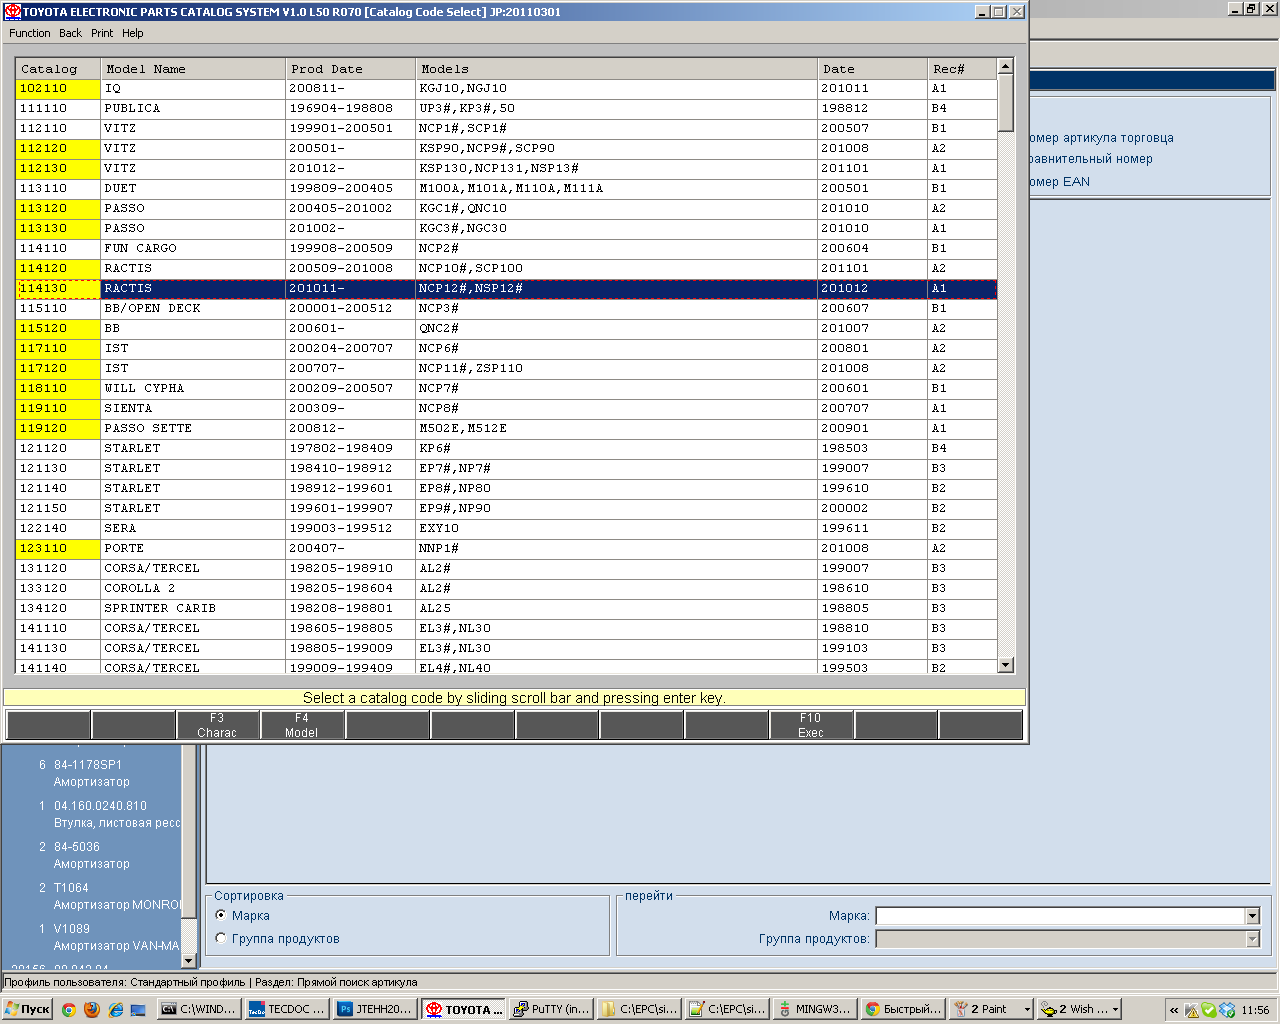 TOYOTA ELECTRONIC PARTS CATALOG SYSTEM V1.0 L50 R070 [Catalog Code Select] JP:20110301
Function Back Print Help
Catalog Model Name Prod Date Models Date Rec#
102110 IQ 200811- KGJ10,NGJ10 201011 A1
111110 PUBLICA 196904-198808 UP3#,KP3#,50 198812 B4
112110 VITZ 199901-200501 NCP1#,SCP1# 200507 B1
112120 VITZ 200501- KSP90,NCP9#,SCP90 201008 A2
112130 VITZ 201012- KSP130,NCP131,NSP13# 201101 A1
113110 DUET 199809-200405 M100A,M101A,M110A,M111A 200501 B1
113120 PASSO 200405-201002 KGC1#,QNC10 201010 A2
113130 PASSO 201002- KGC3#,NGC30 201010 A1
114110 FUN CARGO 199908-200509 NCP2# 200604 B1
114120 RACTIS 200509-201008 NCP10#,SCP100 201101 A2
114130 RACTIS 201011- NCP12#,NSP12# 201012 A1
115110 BB/OPEN DECK 200001-200512 NCP3# 200607 B1
115120 BB 200601- QNC2# 201007 A2
117110 IST 200204-200707 NCP6# 200801 A2
117120 IST 200707- NCP11#,ZSP110 201008 A2
118110 WILL CYPHA 200209-200507 NCP7# 200601 B1
119110 SIENTA 200309- NCP8# 200707 A1
119120 PASSO SETTE 200812- M502E,M512E 200901 A1
121120 STARLET 197802-198409 KP6# 198503 B4
121130 STARLET 198410-198912 EP7#,NP7# 199007 B3
121140 STARLET 198912-199601 EP8#,NP80 199610 B2
121150 STARLET 199601-199907 EP9#,NP90 200002 B2
122140 SERA 199003-199512 EXY10 199611 B2
123110 PORTE 200407- NNP1# 201008 A2
131120 CORSA/TERCEL 198205-198910 AL2# 199007 B3
133120 COROLLA 2 198205-198604 AL2# 198610 B3
134120 SPRINTER CARIB 198208-198801 AL25 198805 B3
141110 CORSA/TERCEL 198605-198805 EL3#,NL30 198810 B3
141130 CORSA/TERCEL 198805-199009 EL3#,NL30 199103 B3
141140 CORSA/TERCEL 199009-199409 EL4#,NL40 199503 B2
Select a catalog code by sliding scroll bar and pressing enter key.
F3 F4 F10
Charac Model Exec
омер артикула торговца
равнительный номер
омер EAN
6 84-1178SP1
Амортизатор
1 04.160.0240.810
Втулка, листовая ресс
2 84-5036
Амортизатор
2 T1064
Амортизатор MONRO
1 V1089
Амортизатор VAN-MA
Сортировка
Марка
Группа продуктов
перейти
Марка:
Группа продуктов:
Профиль пользователя: Стандартный профиль | Раздел: Прямой поиск артикула
Пуск C:\WIND... TECDOC ... JTEHH20... TOYOTA ... PuTTY (in... C:\EPC\si... C:\EPC\si... MINGW3... Быстрый... 2 Paint 2 Wish ... « 11:56